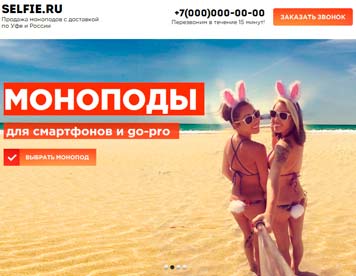 SELFIE.RU
Продажа моноподов с доставкой
по Уфе и России
+7(000)000-00-00
Перезвоним в течение 15 минут!
ЗАКАЗАТЬ ЗВОНОК
МОНОПОДЫ
для смартфонов и go-pro
ВЫБРАТЬ МОНОПОД